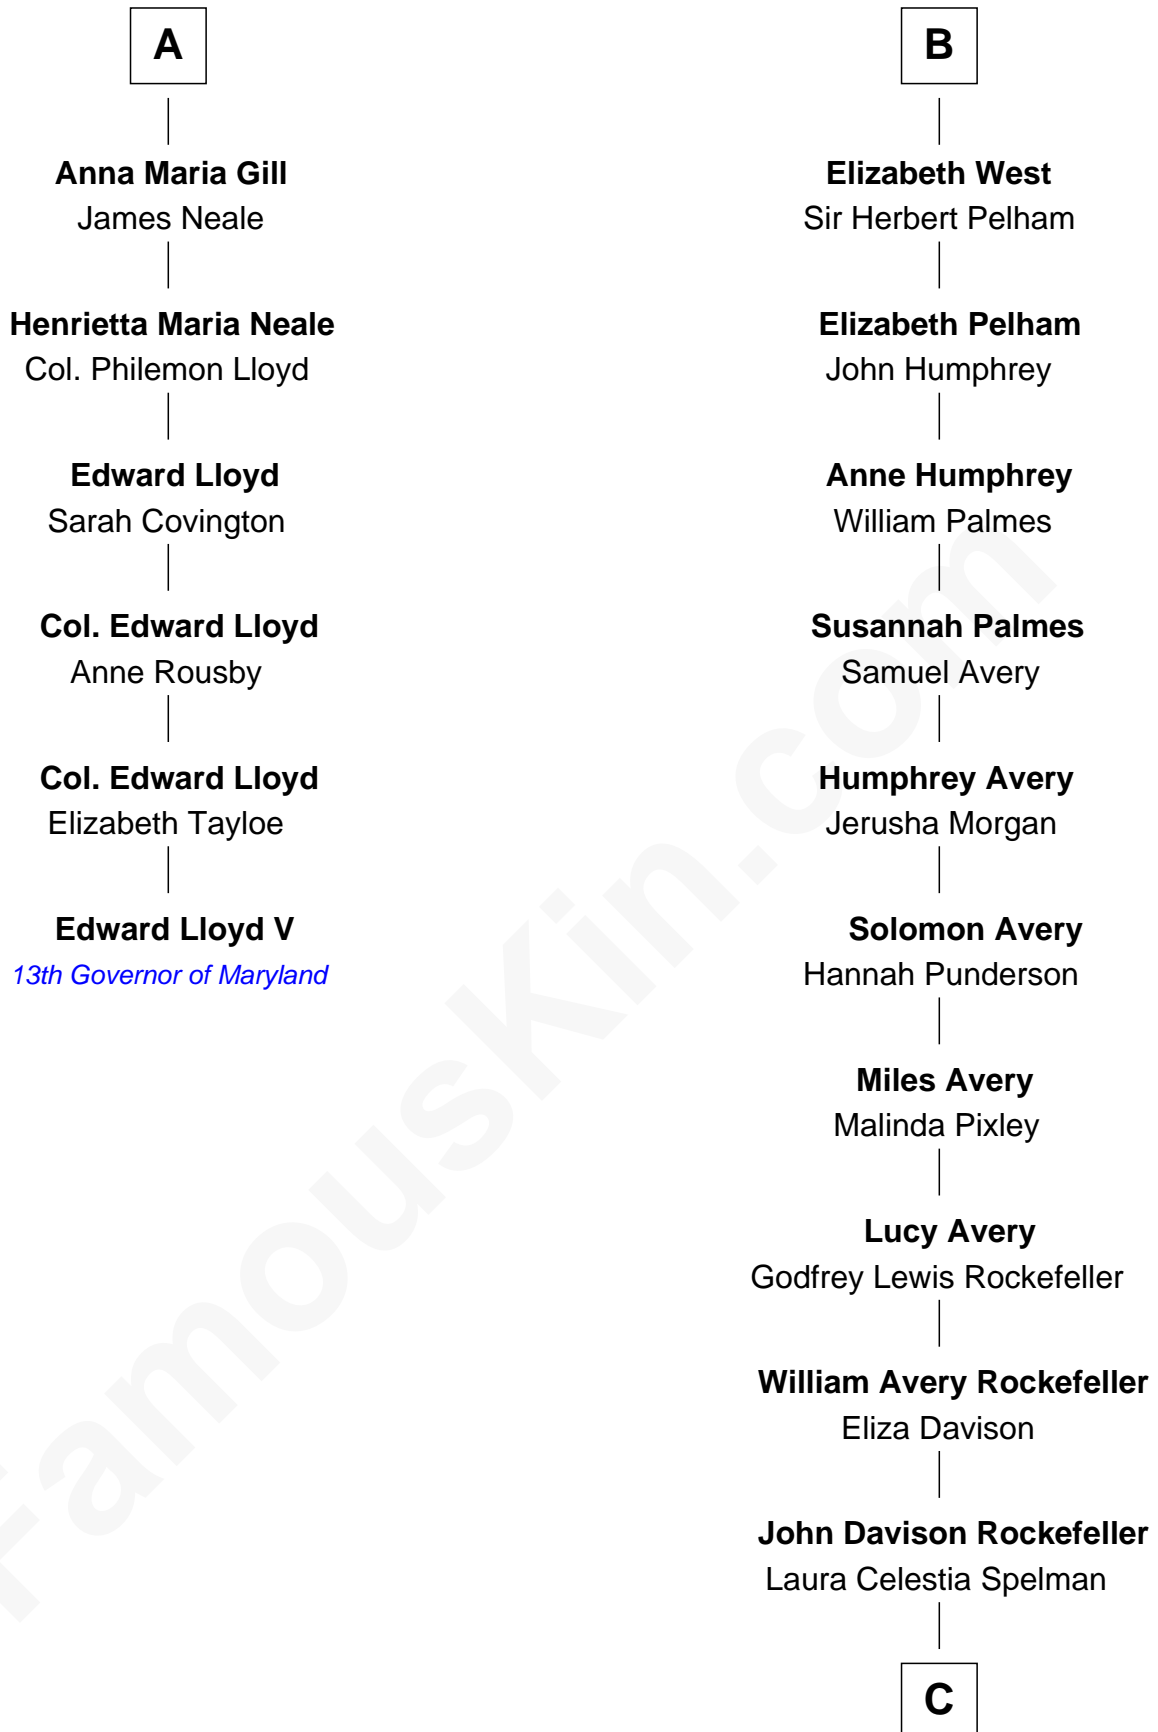 A
Anna Maria Gill
James Neale
Henrietta Maria Neale
Col. Philemon Lloyd
Edward Lloyd
Sarah Covington
Col. Edward Lloyd
Anne Rousby
Col. Edward Lloyd
Elizabeth Tayloe
Edward Lloyd V
13th Governor of Maryland
B
Elizabeth West
Sir Herbert Pelham
Elizabeth Pelham
John Humphrey
Anne Humphrey
William Palmes
Susannah Palmes
Samuel Avery
Humphrey Avery
Jerusha Morgan
Solomon Avery
Hannah Punderson
Miles Avery
Malinda Pixley
Lucy Avery
Godfrey Lewis Rockefeller
William Avery Rockefeller
Eliza Davison
John Davison Rockefeller
Laura Celestia Spelman
C
FamousKin.com